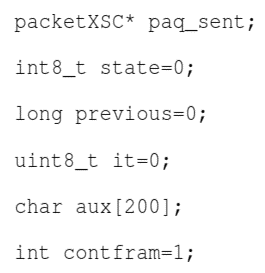 packetXSC* paq_sent;
int8_t state=0;
long previous=0;
uint8_t it=0;
char aux[200];
int contfram=1;